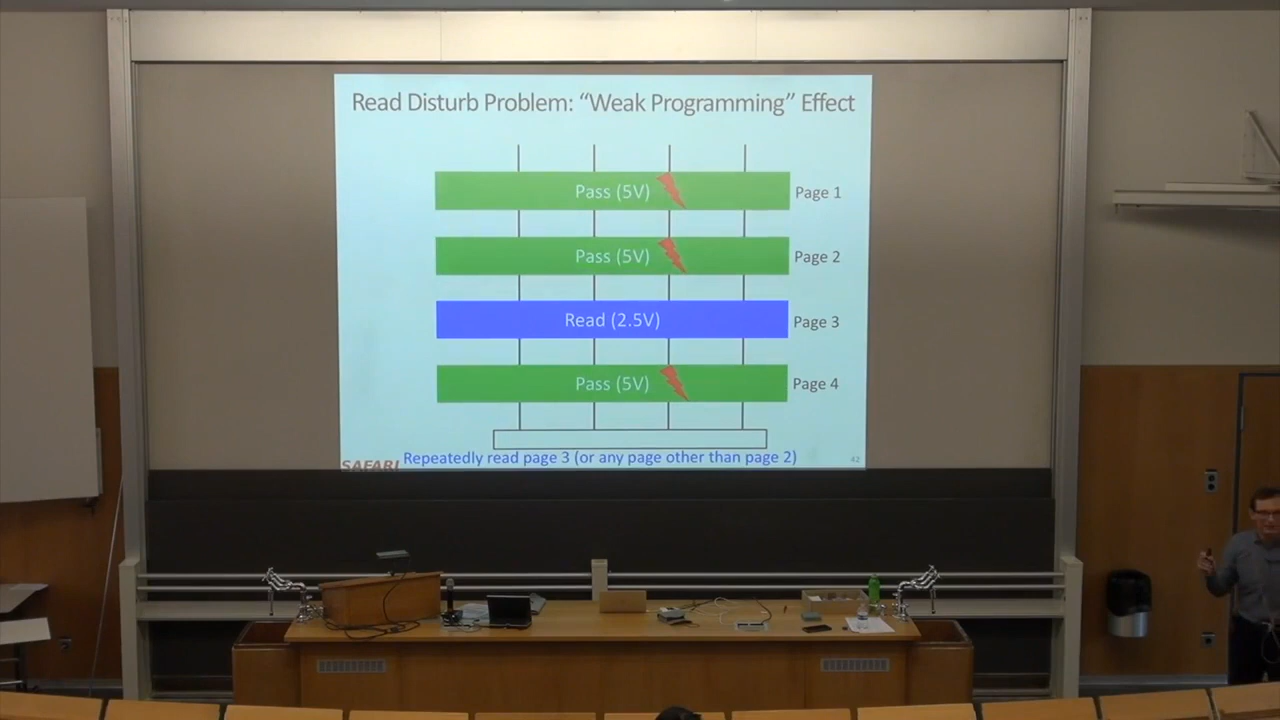 Read Disturb Problem: “Weak Programming” Effect
Pass (5V) Page 1
Pass (5V) Page 2
Read (2.5V) Page 3
Pass (5V) Page 4
Repeatedly read page 3 (or any page other than page 2)
SAFARI 42